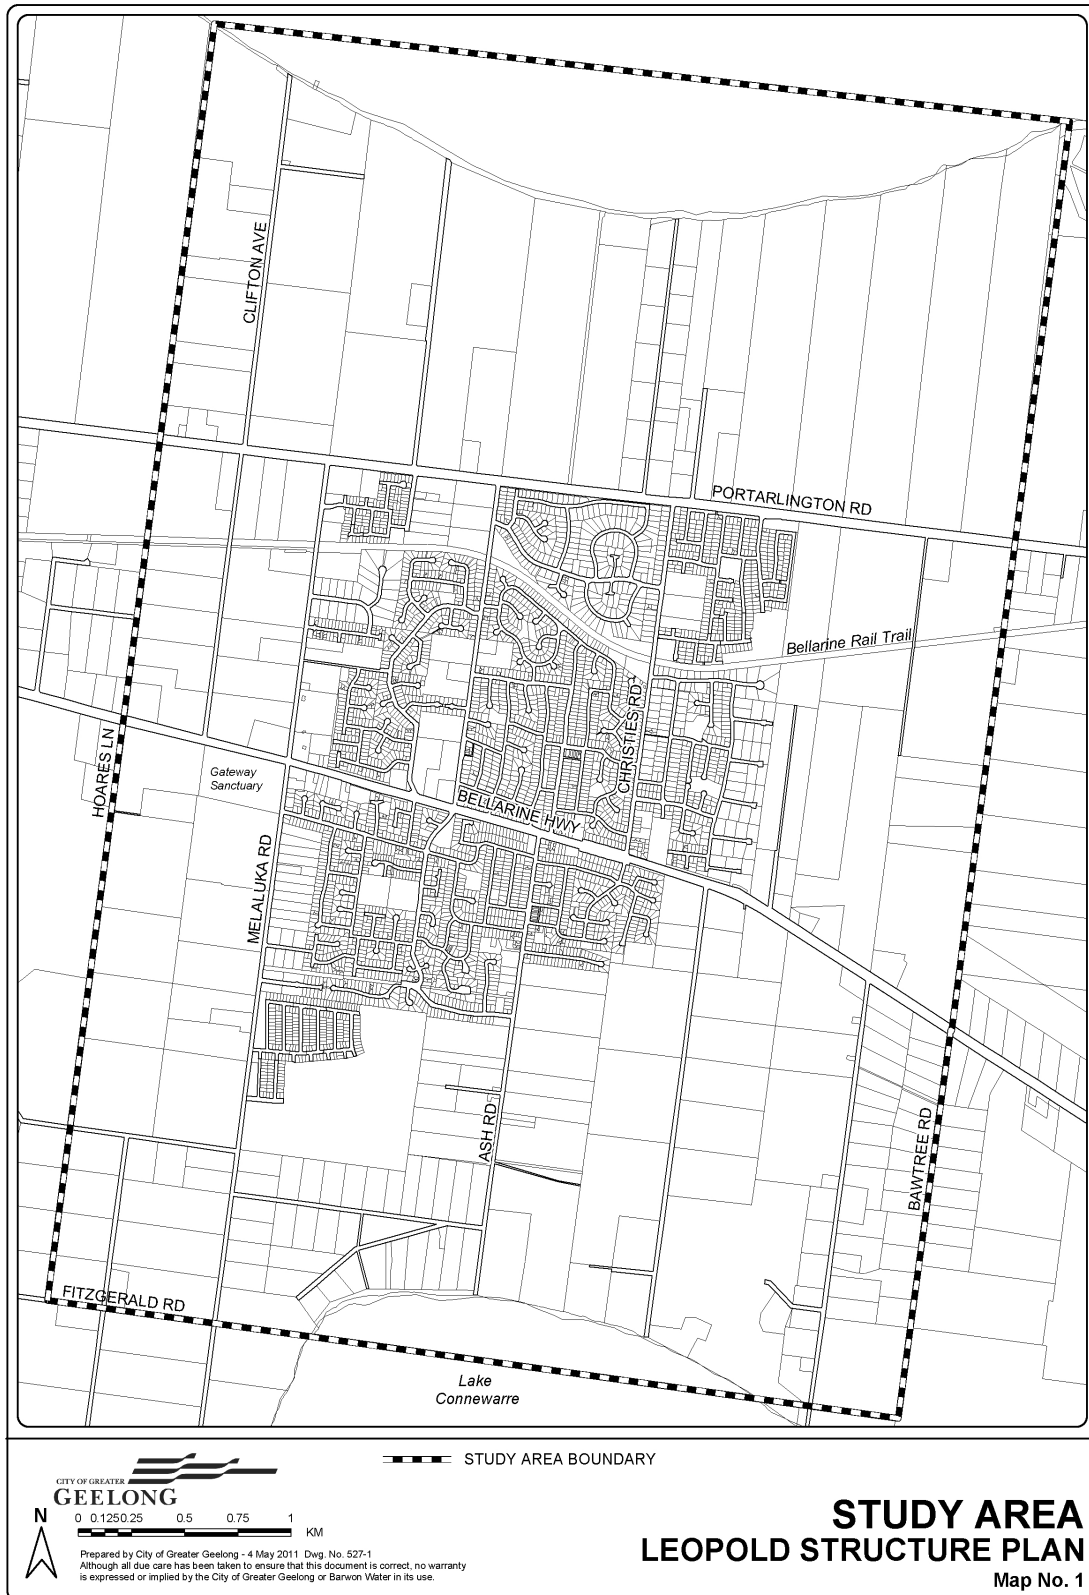 CLIFTON AVE
PORTARLINGTON RD
Bellarine Rail Trail
CHRISTIES RD
HOARES LN
Gateway
Sanctuary
BELLARINE HWY
MELALUKA RD
ASH RD
BAWTREE RD
FITZGERALD RD
Lake
Connewarre
STUDY AREA BOUNDARY
CITY OF GREATER
GEELONG
N
0 0.125 0.25 0.5 0.75 1
KM
Prepared by City of Greater Geelong - 4 May 2011 Dwg. No. 527-1
Although all due care has been taken to ensure that this document is correct, no warranty
is expressed or implied by the City of Greater Geelong or Barwon Water in its use.
STUDY AREA
LEOPOLD STRUCTURE PLAN
Map No. 1